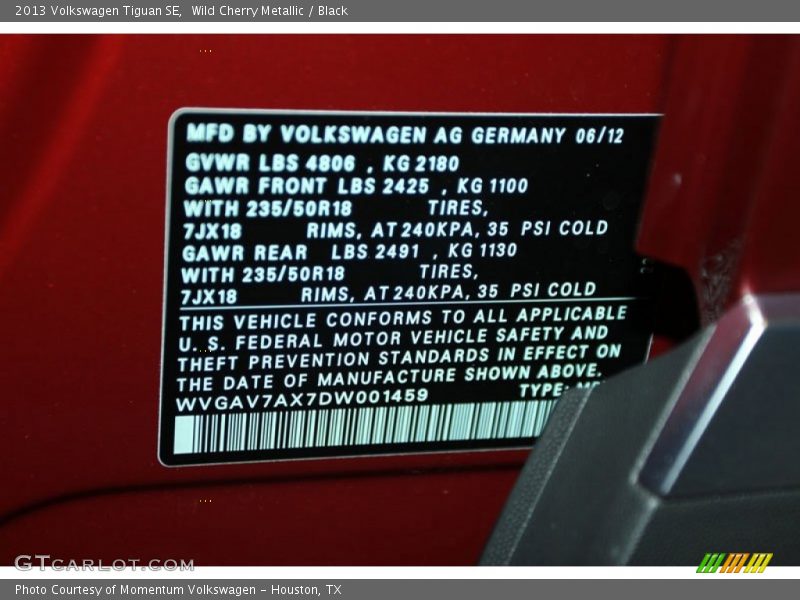 2013 Volkswagen Tiguan SE,  Wild Cherry Metallic / Black
MFD BY VOLKSWAGEN AG GERMANY 06/12
GVWR LBS 4806 , KG 2180
GAWR FRONT LBS 2425 , KG 1100
WITH 235/50R18 TIRES,
7JX18 RIMS, AT 240KPA, 35 PSI COLD
GAWR REAR LBS 2491 , KG 1130
WITH 235/50R18 TIRES,
7JX18 RIMS, AT 240KPA, 35 PSI COLD
THIS VEHICLE CONFORMS TO ALL APPLICABLE
U. S. FEDERAL MOTOR VEHICLE SAFETY AND
THEFT PREVENTION STANDARDS IN EFFECT ON
THE DATE OF MANUFACTURE SHOWN ABOVE.
WVGAV7AX7DW001459 TYPE:
GTCARLOT.COM
Photo Courtesy of Momentum Volkswagen – Houston, TX